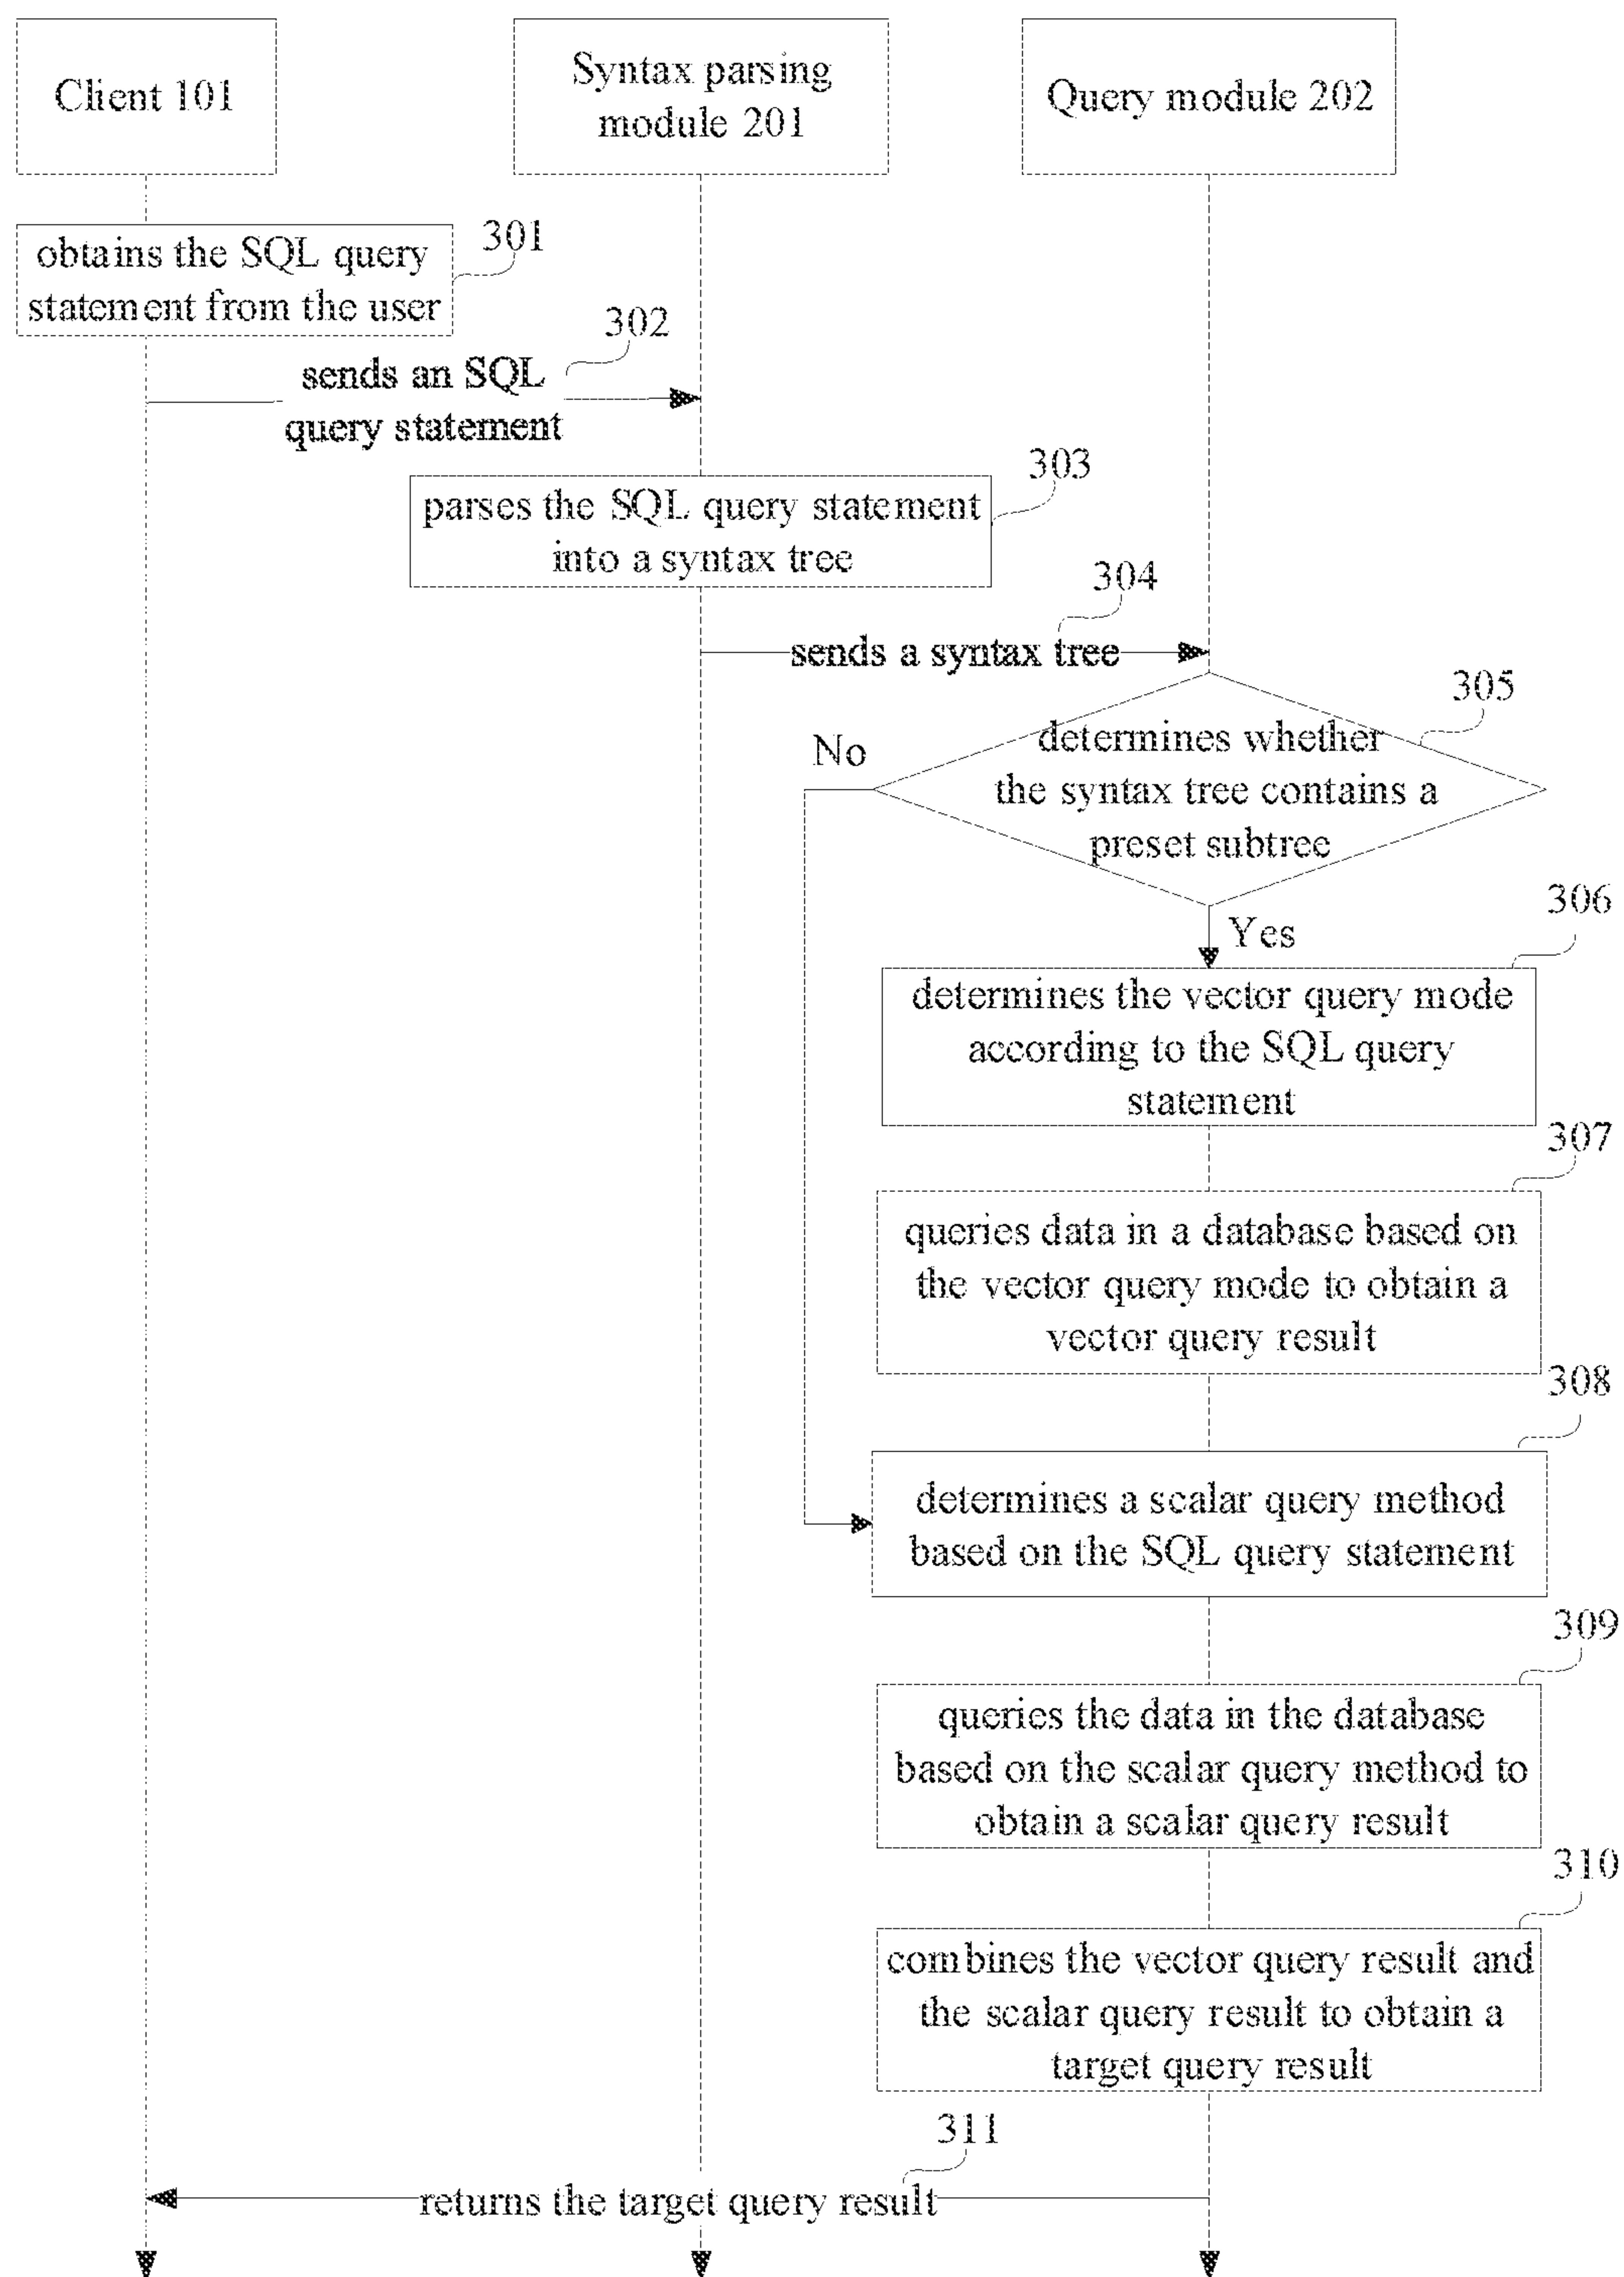 Client 101
Syntax parsing
module 201
Query module 202
301
obtains the SQL query
statement from the user
302
sends an SQL
query statement
303
parses the SQL query statement
into a syntax tree
304
sends a syntax tree
305
No
determines whether
the syntax tree contains a
preset subtree
306
Yes
determines the vector query mode
according to the SQL query
statement
307
queries data in a database based on
the vector query mode to obtain a
vector query result
308
determines a scalar query method
based on the SQL query statement
309
queries the data in the database
based on the scalar query method to
obtain a scalar query result
310
combines the vector query result and
the scalar query result to obtain a
target query result
311
returns the target query result